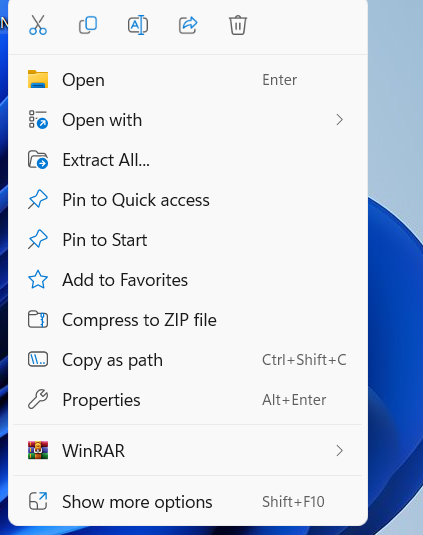 Open Enter
Open with
Extract All...
Pin to Quick access
Pin to Start
Add to Favorites
Compress to ZIP file
Copy as path Ctrl+Shift+C
Properties Alt+Enter
WinRAR
Show more options Shift+F10